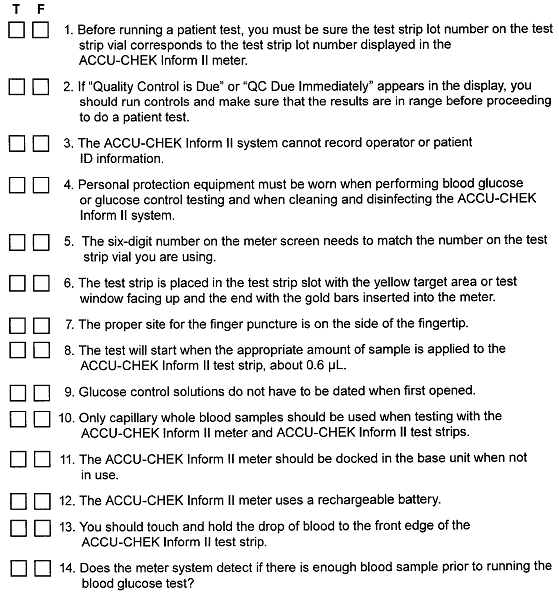 T F
1. Before running a patient test, you must be sure the test strip lot number on the test
strip vial corresponds to the test strip lot number displayed in the
ACCU-CHEK Inform II meter.
2. If "Quality Control is Due" or "QC Due Immediately" appears in the display, you
should run controls and make sure that the results are in range before proceeding
to do a patient test.
3. The ACCU-CHEK Inform II system cannot record operator or patient
ID information.
4. Personal protection equipment must be worn when performing blood glucose
or glucose control testing and when cleaning and disinfecting the ACCU-CHEK
Inform II system.
5. The six-digit number on the meter screen needs to match the number on the test
strip vial you are using.
6. The test strip is placed in the test strip slot with the yellow target area or test
window facing up and the end with the gold bars inserted into the meter.
7. The proper site for the finger puncture is on the side of the fingertip.
8. The test will start when the appropriate amount of sample is applied to the
ACCU-CHEK Inform II test strip, about 0.6 µL.
9. Glucose control solutions do not have to be dated when first opened.
10. Only capillary whole blood samples should be used when testing with the
ACCU-CHEK Inform II meter and ACCU-CHEK Inform II test strips.
11. The ACCU-CHEK Inform II meter should be docked in the base unit when not
in use.
12. The ACCU-CHEK Inform II meter uses a rechargeable battery.
13. You should touch and hold the drop of blood to the front edge of the
ACCU-CHEK Inform II test strip.
14. Does the meter system detect if there is enough blood sample prior to running the
blood glucose test?